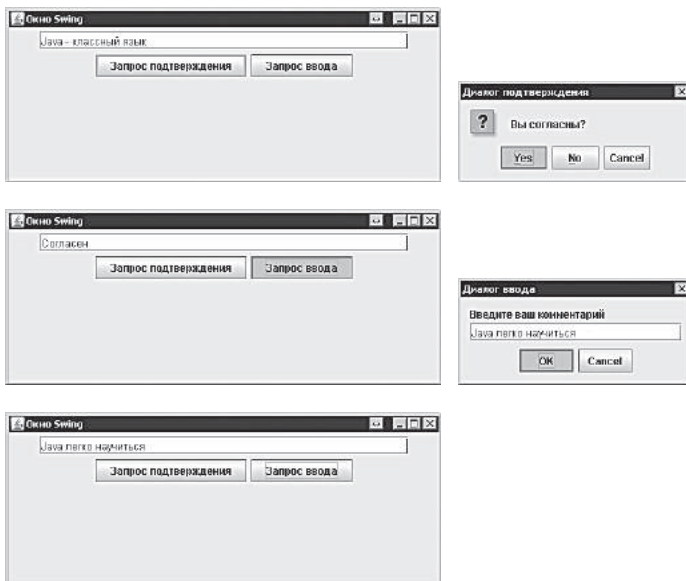 Окно Swing
Java - классный язык
Запрос подтверждения Запрос ввода
Диалог подтверждения
? Вы согласны?
Yes No Cancel
Окно Swing
Согласен
Запрос подтверждения Запрос ввода
Диалог ввода
Введите ваш комментарий
Java легко научиться
OK Cancel
Окно Swing
Java легко научиться
Запрос подтверждения Запрос ввода